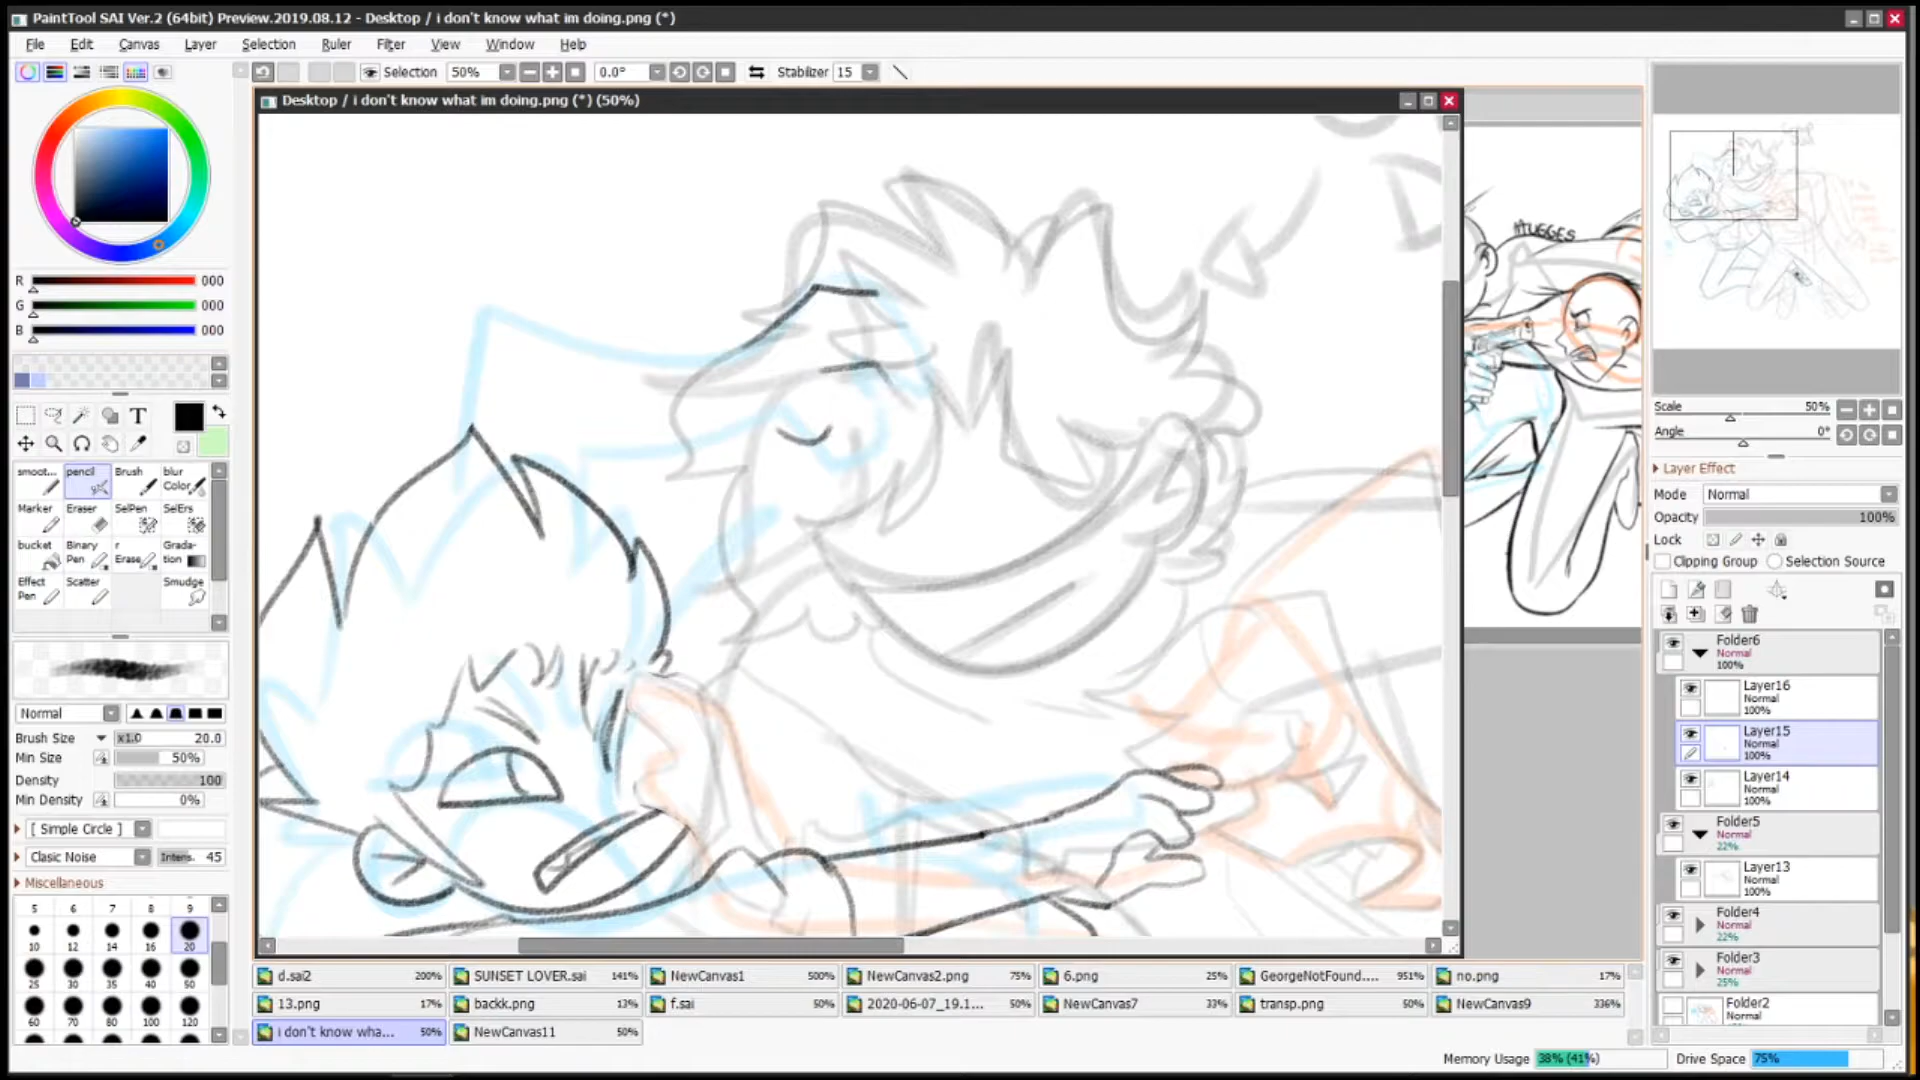 PaintTool SAI Ver.2 (64bit) Preview.2019.08.12 - Desktop / i don't know what im doing.png (*)
File Edit Canvas Layer Selection Ruler Filter View Window Help
Selection 50% 0.0° Stabilizer 15
Desktop / i don't know what im doing.png (*) (50%)
R 000
G 000
B 000
T
smoot... pencil Brush blur Color
Marker Eraser SelPen SelErs
bucket Binary Pen r Erase Grada-tion
Effect Pen Scatter Smudge
Normal
Brush Size x1.0 20.0
Min Size 50%
Density 100
Min Density 0%
[ Simple Circle ]
Clasic Noise Intens. 45
Miscellaneous
5 6 7 8 9
10 12 14 16 20
25 30 35 40 50
60 70 80 100 120
Scale 50%
Angle 0°
Layer Effect
Mode Normal
Opacity 100%
Lock
Clipping Group Selection Source
Folder6
Normal
100%
Layer16
Normal
100%
Layer15
Normal
100%
Layer14
Normal
100%
Folder5
Normal
22%
Layer13
Normal
100%
Folder4
Normal
22%
Folder3
Normal
25%
Folder2
Normal
d.sai2 200% SUNSET LOVER.sai 141% NewCanvas1 500% NewCanvas2.png 75% 6.png 25% GeorgeNotFound.... 951% no.png 17%
13.png 17% backk.png 13% f.sai 50% 2020-06-07_19.1... 50% NewCanvas7 33% transp.png 50% NewCanvas9 336%
i don't know wha... 50% NewCanvas11 50%
Memory Usage 38% (41%) Drive Space 75%